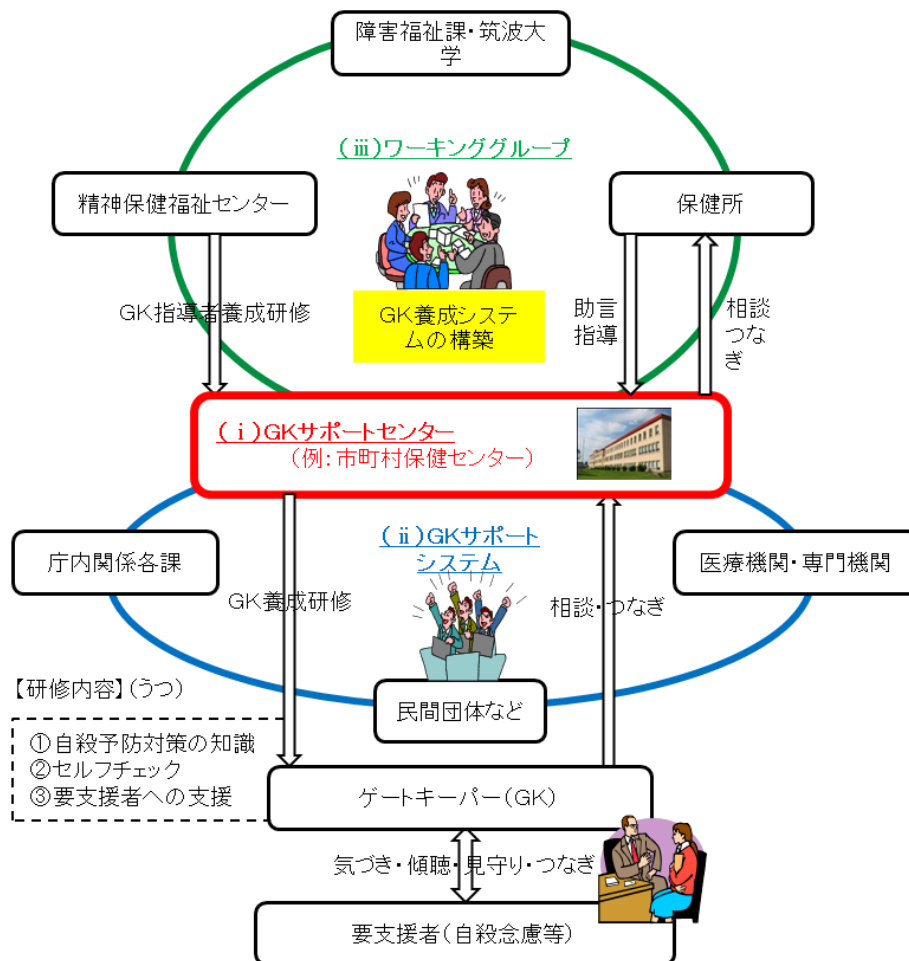 障害福祉課・筑波大
学
(ⅲ)ワーキンググループ
精神保健福祉センター
保健所
GK指導者養成研修
GK養成システ
ムの構築
助言
指導
相談
つな
ぎ
(ⅰ)GKサポートセンター
(例:市町村保健センター)
(ⅱ)GKサポート
システム
庁内関係各課
医療機関・専門機関
GK養成研修
相談・つなぎ
民間団体など
【研修内容】(うつ)
①自殺予防対策の知識
②セルフチェック
③要支援者への支援
ゲートキーパー(GK)
気づき・傾聴・見守り・つなぎ
要支援者(自殺念慮等)